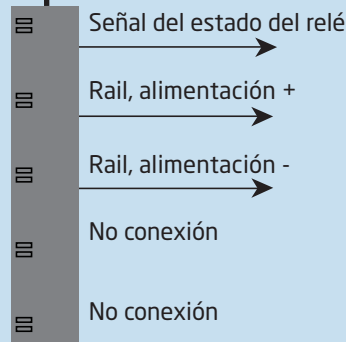 Señal del estado del relé
Rail, alimentación +
Rail, alimentación -
No conexión
No conexión